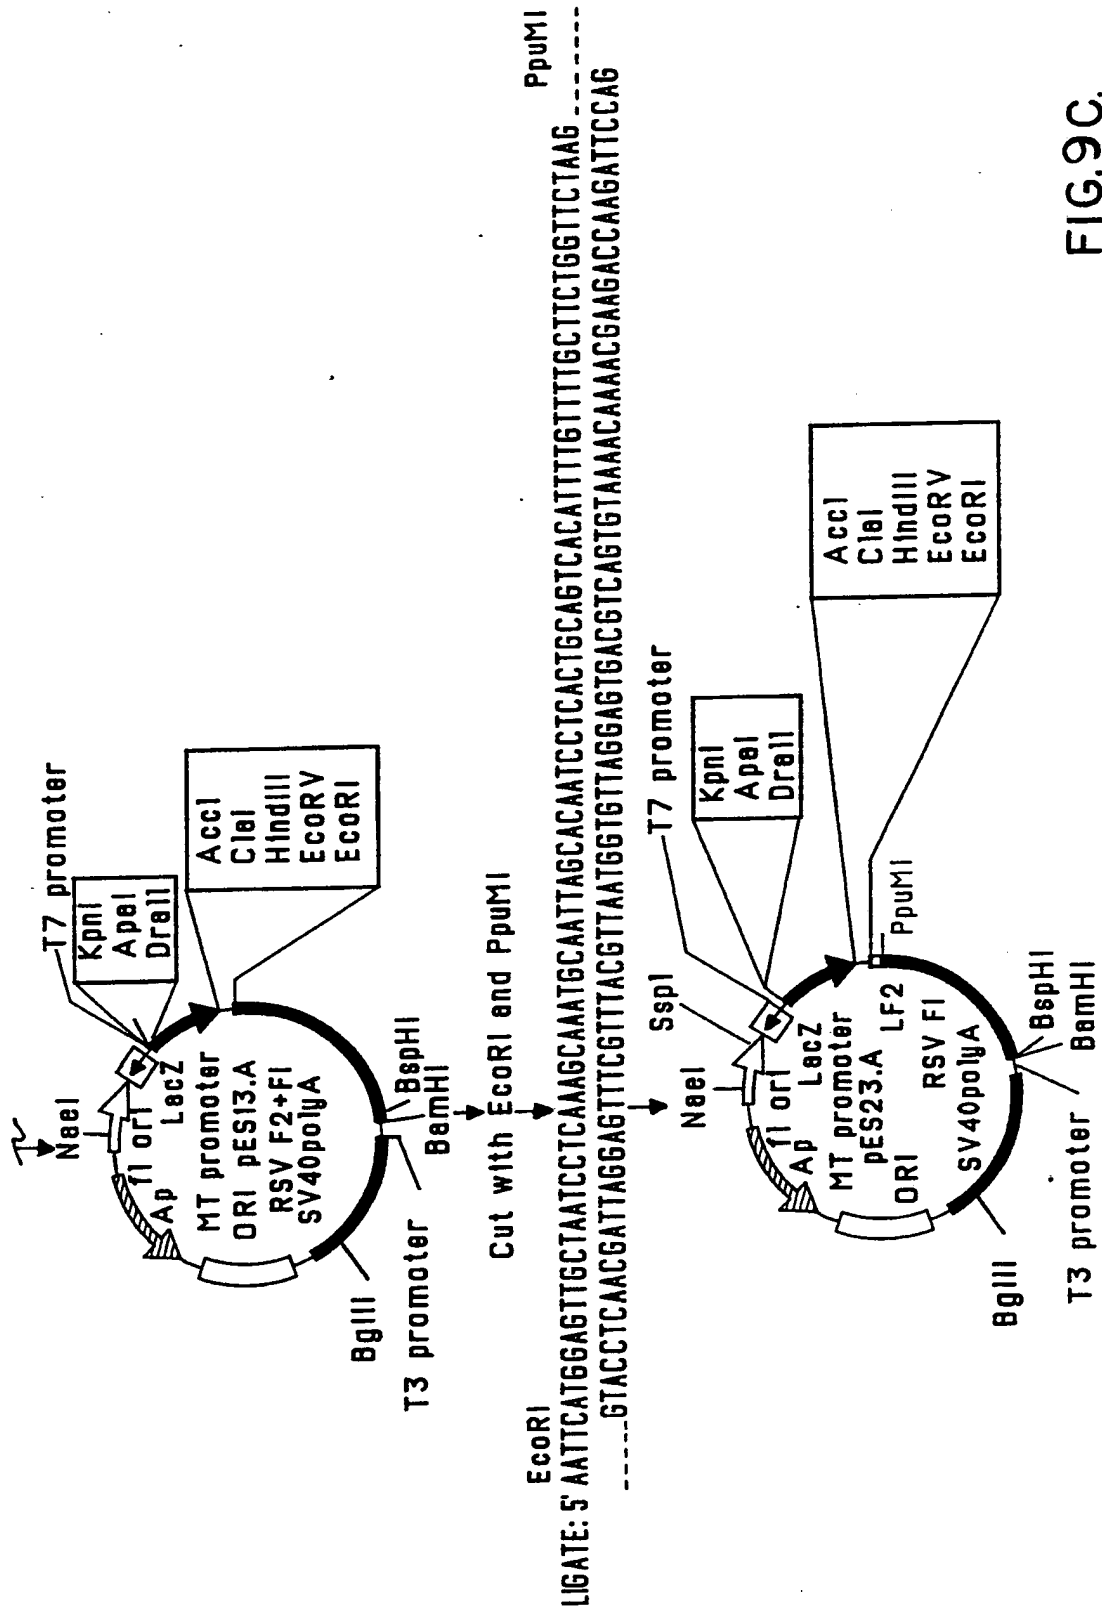 NaeI
T7 promoter
KpnI
ApaI
DraII
f1 ori
Ap
LacZ
MT promoter
ORI pES13.A
RSV F2+F1
SV40polyA
AccI
ClaI
HindIII
EcoRV
EcoRI
BspHI
BamHI
BglII
T3 promoter
Cut with EcoRI and PpuMI
EcoRI
PpuMI
LIGATE: 5' AATTCATGGAGTTGCTAATCCTCAAAGCAAATGCAATTAGCACAATCCTCACTGCAGTCACATTTTGTTTTGCTTCTGGTTCTAAG
GTACCTCAACGATTAGGAGTTTCGTTTACGTTAATGGTGTTAGGAGTGACGTCAGTGTAAAACAAAACGAAGACCAAGATTCCAG
NaeI
SspI
T7 promoter
KpnI
ApaI
DraII
f1 ori
Ap
LacZ
MT promoter
pES23.A
LF2
ORI
RSV F1
SV40polyA
AccI
ClaI
HindIII
EcoRV
EcoRI
PpuMI
BspHI
BamHI
BglII
T3 promoter
FIG.9C.